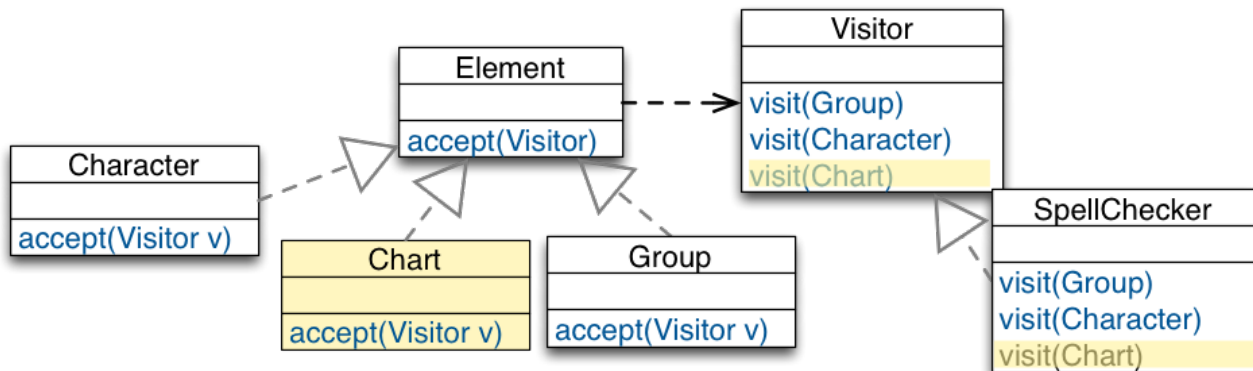 Visitor
visit(Group)
visit(Character)
visit(Chart)
Element
accept(Visitor)
Character
accept(Visitor v)
Chart
accept(Visitor v)
Group
accept(Visitor v)
SpellChecker
visit(Group)
visit(Character)
visit(Chart)